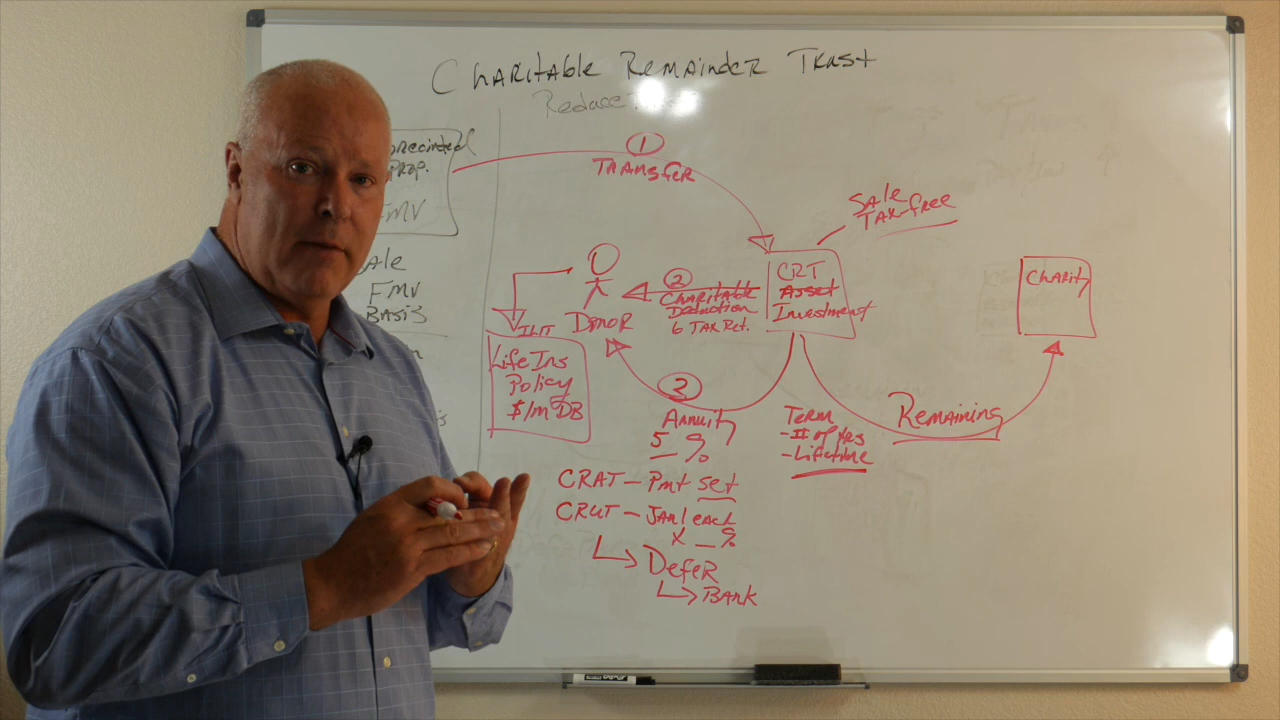 Charitable Remainder Trust
Reduce
Prop.
FMV
FMV
Basis
1
Transfer
Sale
Tax-free
2
Charitable
Deduction
6 Tax Ret.
CRT
Asset
Investment
Charity
Donor
ILIT
Life Ins
Policy
$1m DB
3
Annuity
5 %
CRAT – Pmt set
CRUT – Jan 1 each
X _ %
Defer
Bank
Term
- # of yrs
- Lifetime
Remaining